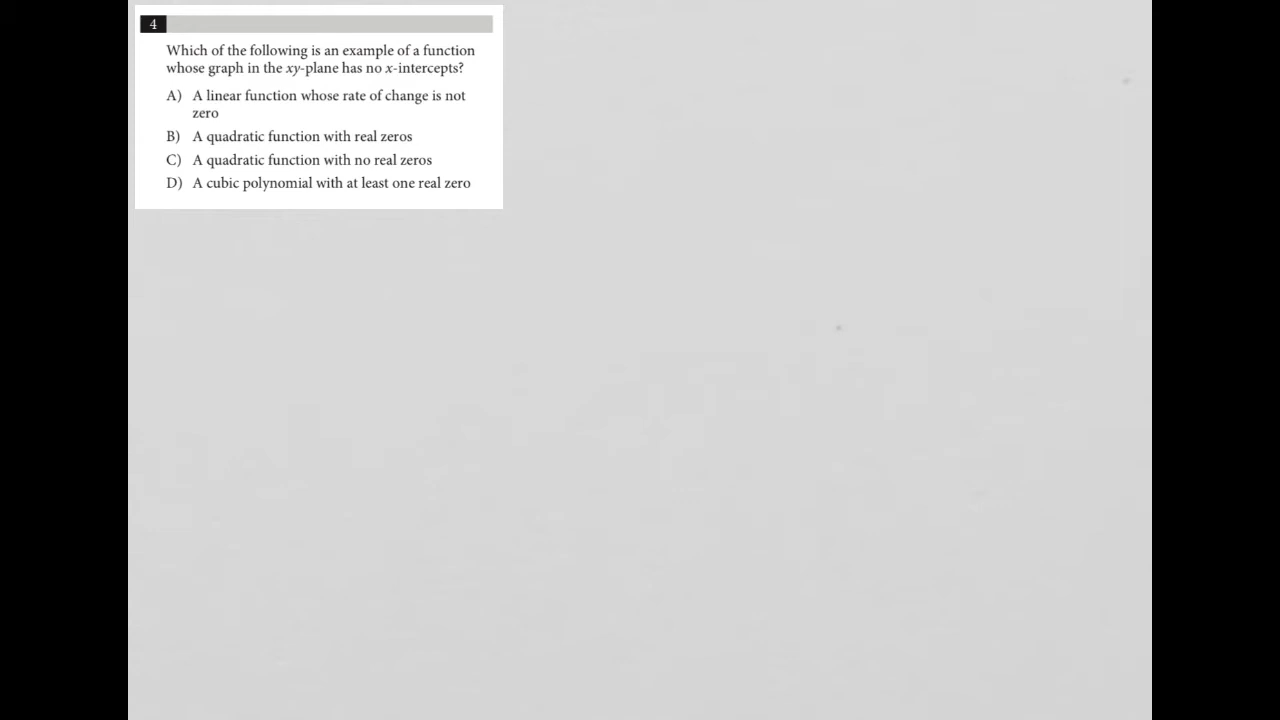 4
Which of the following is an example of a function
whose graph in the xy-plane has no x-intercepts?
A) A linear function whose rate of change is not
zero
B) A quadratic function with real zeros
C) A quadratic function with no real zeros
D) A cubic polynomial with at least one real zero